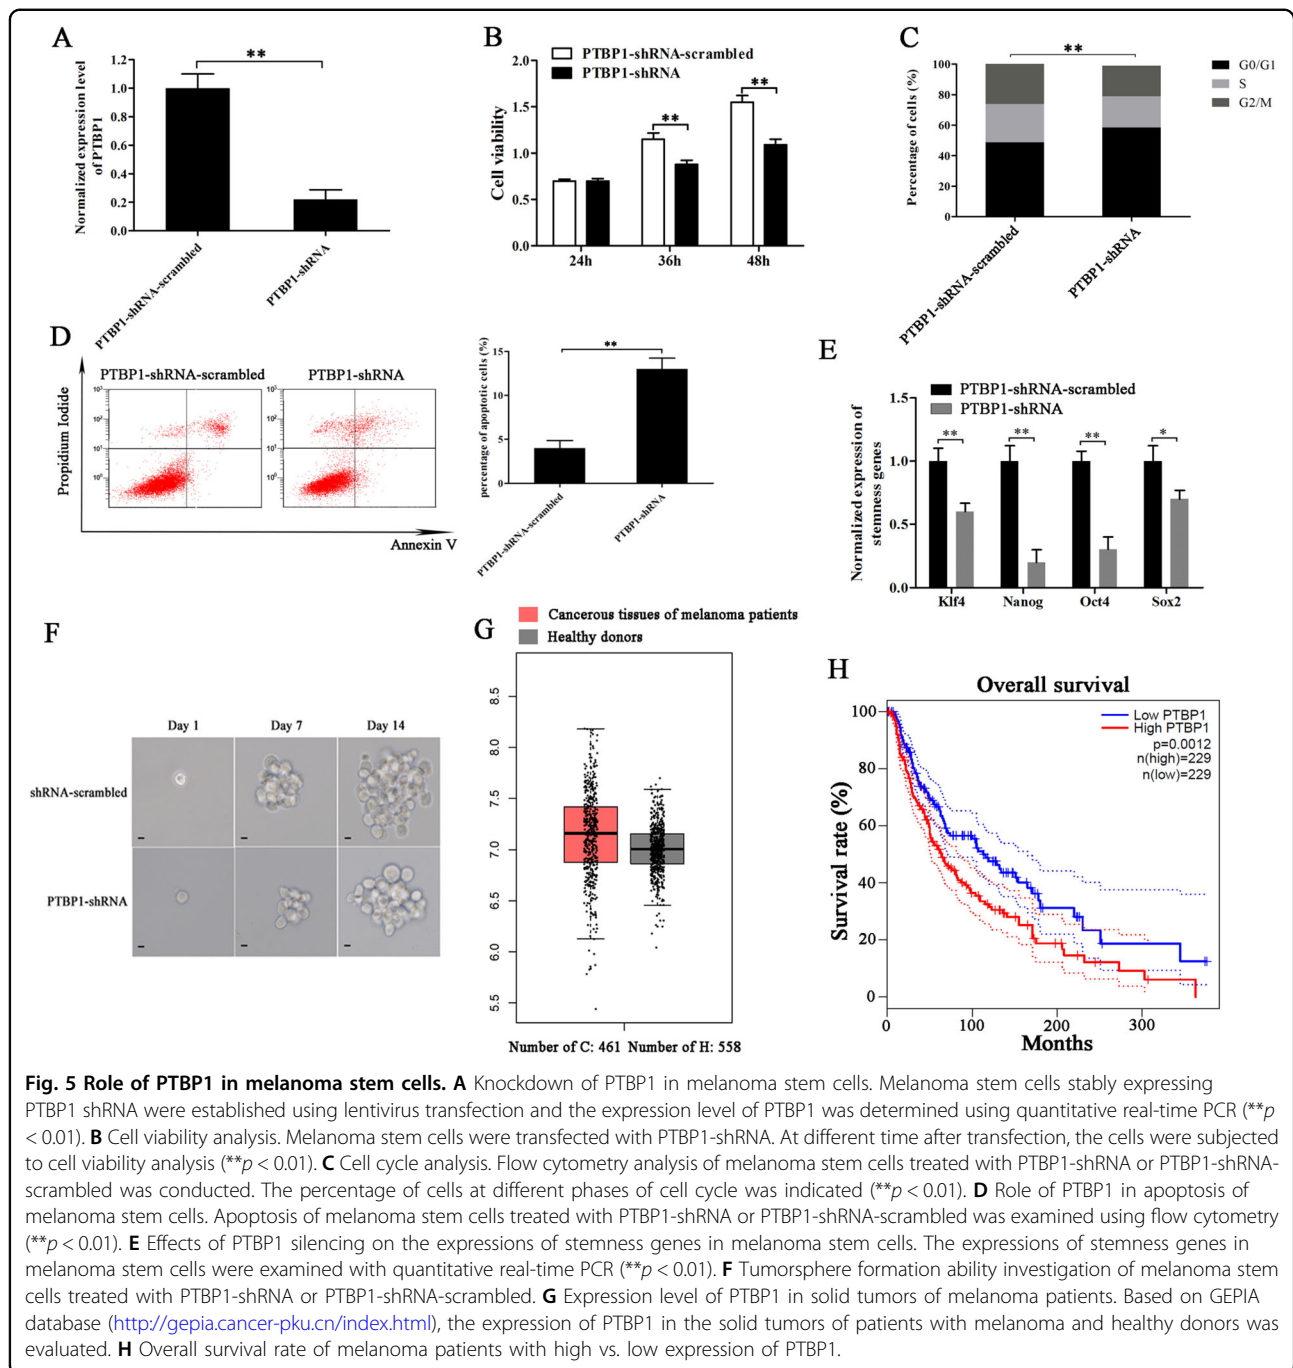 A
Normalized expression level
of PTBP1
1.2
1.0
0.8
0.6
0.4
0.2
0.0
**
PTBP1-shRNA-scrambled
PTBP1-shRNA
B
PTBP1-shRNA-scrambled
PTBP1-shRNA
Cell viability
2.0
1.5
1.0
0.5
0.0
**
**
24h
36h
48h
C
Percentage of cells (%)
100
80
60
40
20
0
**
G0/G1
S
G2/M
PTBP1-shRNA-scrambled
PTBP1-shRNA
D
Propidium Iodide
PTBP1-shRNA-scrambled
PTBP1-shRNA
10³
10²
10¹
10⁰
10³
10²
10¹
10⁰
Annexin V
percentage of apoptotic cells (%)
15
10
5
0
**
PTBP1-shRNA-scrambled
PTBP1-shRNA
E
PTBP1-shRNA-scrambled
PTBP1-shRNA
Normalized expression of
stemness genes
1.5
1.0
0.5
0.0
**
**
**
*
Klf4
Nanog
Oct4
Sox2
F
Day 1
Day 7
Day 14
shRNA-scrambled
PTBP1-shRNA
G
Cancerous tissues of melanoma patients
Healthy donors
8.5
8.0
7.5
7.0
6.5
6.0
5.5
Number of C: 461 Number of H: 558
H
Overall survival
Survival rate (%)
100
80
60
40
20
0
Low PTBP1
High PTBP1
p=0.0012
n(high)=229
n(low)=229
0
100
200
300
Months
Fig. 5 Role of PTBP1 in melanoma stem cells. A Knockdown of PTBP1 in melanoma stem cells. Melanoma stem cells stably expressing
PTBP1 shRNA were established using lentivirus transfection and the expression level of PTBP1 was determined using quantitative real-time PCR (**p
< 0.01). B Cell viability analysis. Melanoma stem cells were transfected with PTBP1-shRNA. At different time after transfection, the cells were subjected
to cell viability analysis (**p < 0.01). C Cell cycle analysis. Flow cytometry analysis of melanoma stem cells treated with PTBP1-shRNA or PTBP1-shRNA-
scrambled was conducted. The percentage of cells at different phases of cell cycle was indicated (**p < 0.01). D Role of PTBP1 in apoptosis of
melanoma stem cells. Apoptosis of melanoma stem cells treated with PTBP1-shRNA or PTBP1-shRNA-scrambled was examined using flow cytometry
(**p < 0.01). E Effects of PTBP1 silencing on the expressions of stemness genes in melanoma stem cells. The expressions of stemness genes in
melanoma stem cells were examined with quantitative real-time PCR (**p < 0.01). F Tumorsphere formation ability investigation of melanoma stem
cells treated with PTBP1-shRNA or PTBP1-shRNA-scrambled. G Expression level of PTBP1 in solid tumors of melanoma patients. Based on GEPIA
database (http://gepia.cancer-pku.cn/index.html), the expression of PTBP1 in the solid tumors of patients with melanoma and healthy donors was
evaluated. H Overall survival rate of melanoma patients with high vs. low expression of PTBP1.